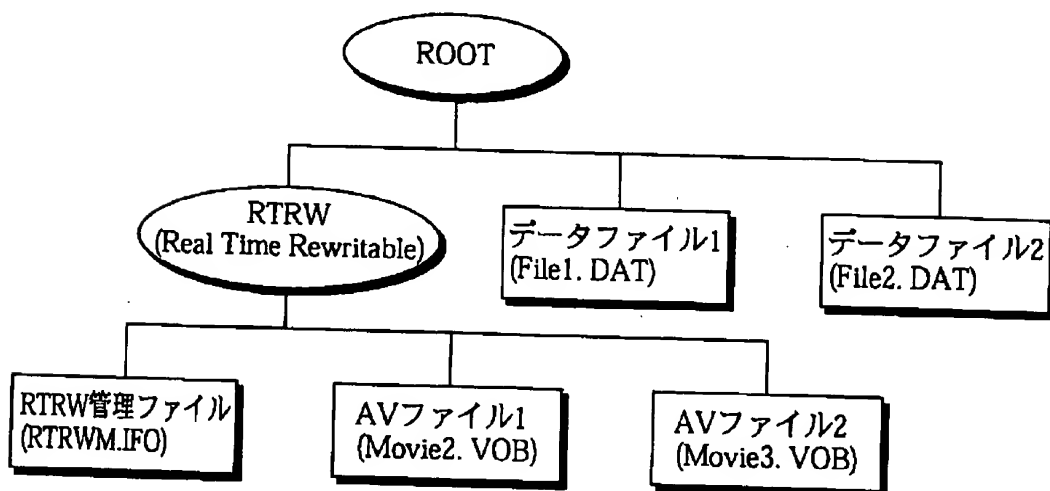 ROOT
RTRW
(Real Time Rewritable)
データファイル1
(File1. DAT)
データファイル2
(File2. DAT)
RTRW管理ファイル
(RTRWM.IFO)
AVファイル1
(Movie2. VOB)
AVファイル2
(Movie3. VOB)